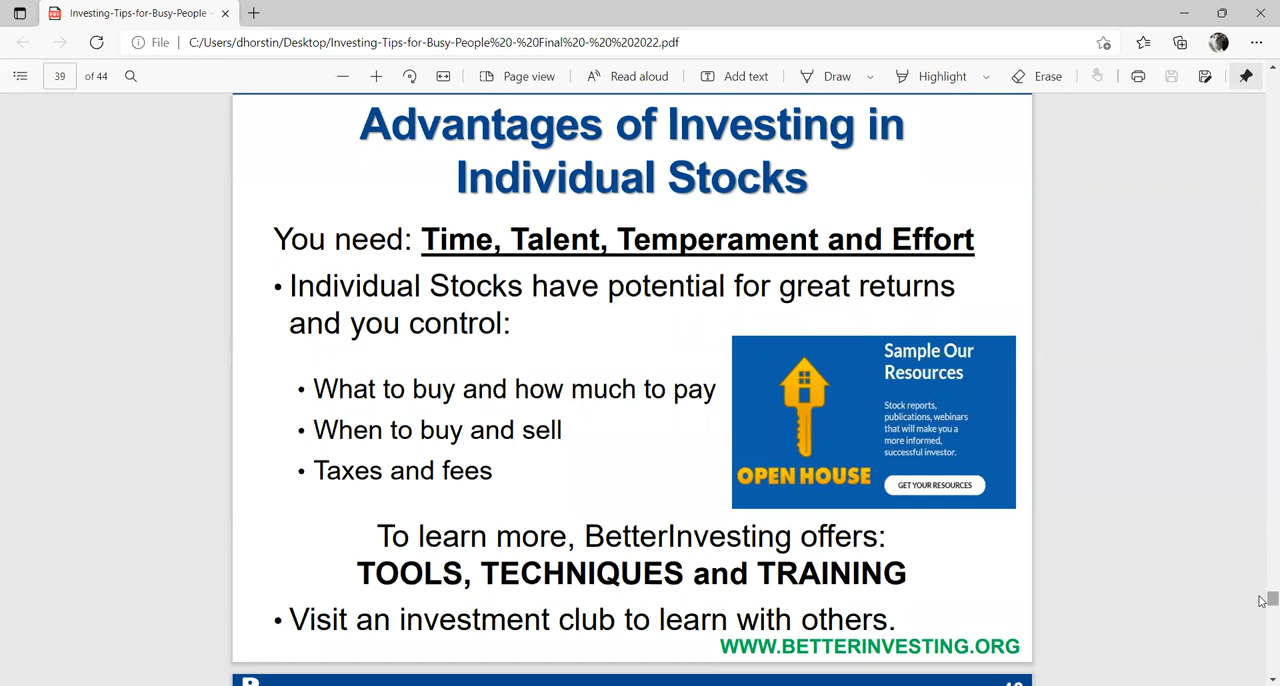 Investing-Tips-for-Busy-People
File
C:/Users/dhorstin/Desktop/Investing-Tips-for-Busy-People%20-%20Final%20-%20%202022.pdf
39 of 44
Page view
Read aloud
Add text
Draw
Highlight
Erase
Advantages of Investing in
Individual Stocks
You need: Time, Talent, Temperament and Effort
• Individual Stocks have potential for great returns
and you control:
• What to buy and how much to pay
• When to buy and sell
• Taxes and fees
Sample Our
Resources
Stock reports,
publications, webinars
that will make you a
more informed,
successful investor.
OPEN HOUSE
GET YOUR RESOURCES
To learn more, BetterInvesting offers:
TOOLS, TECHNIQUES and TRAINING
• Visit an investment club to learn with others.
WWW.BETTERINVESTING.ORG